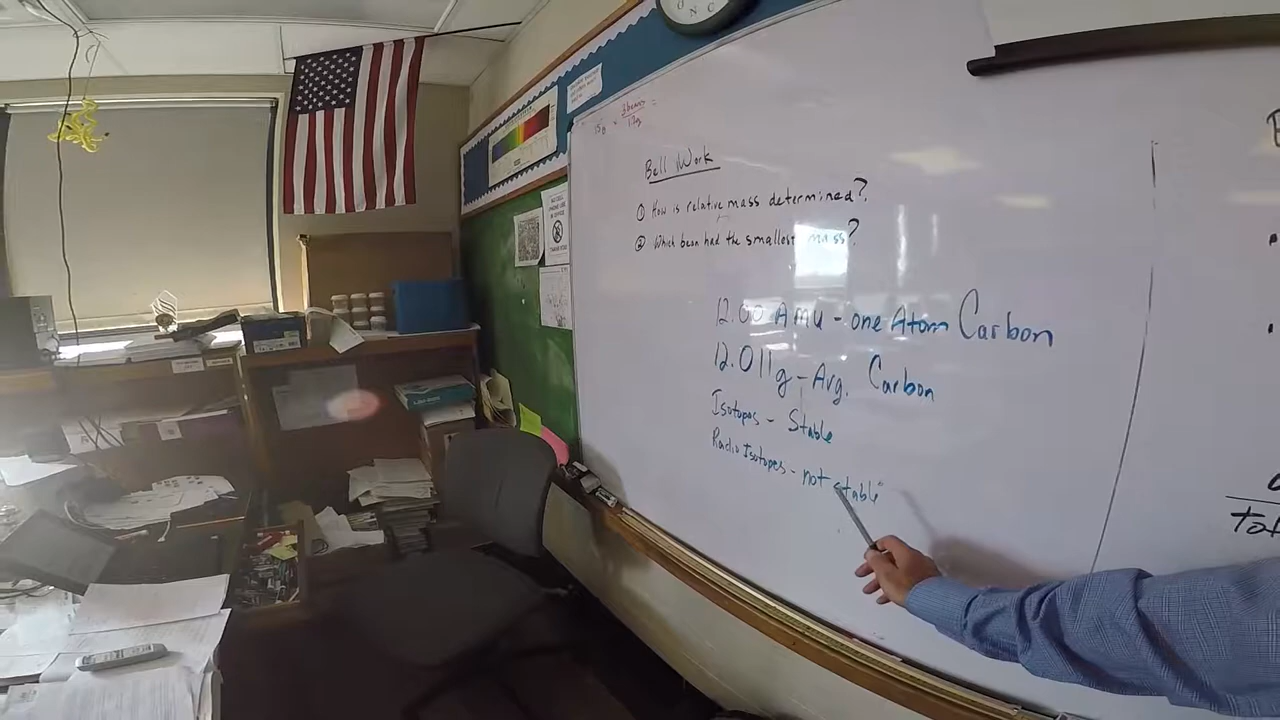 Bell Work
① How is relative mass determined?
② Which bean had the smallest mass?
12.00 AMU - one Atom Carbon
12.011g - Avg. Carbon
Isotopes - Stable
Radio Isotopes - not stable